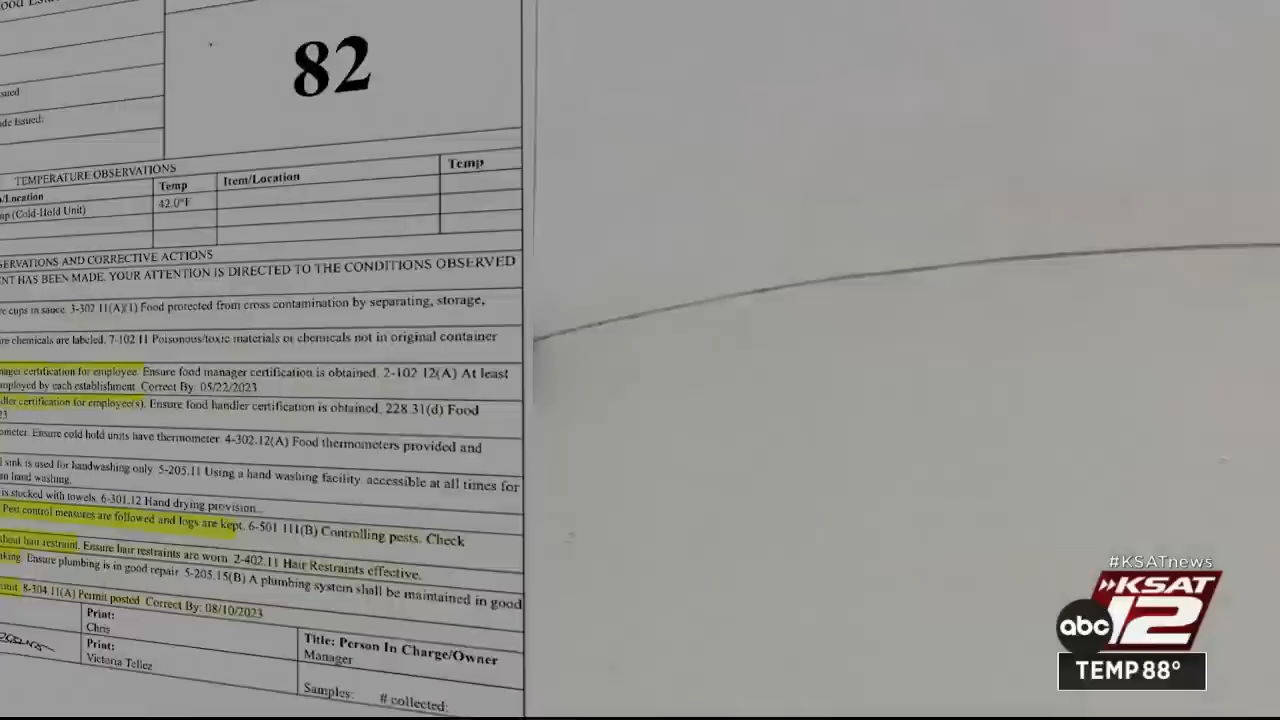 82
sued
de Issued:
TEMPERATURE OBSERVATIONS
/Location
Temp
Item/Location
Temp
(Cold-Hold Unit)
42.0°F
SERVATIONS AND CORRECTIVE ACTIONS
NT HAS BEEN MADE. YOUR ATTENTION IS DIRECTED TO THE CONDITIONS OBSERVED
cups in sauce. 3-302.11(A)(1) Food protected from cross contamination by separating, storage,
re chemicals are labeled. 7-102.11 Poisonous/toxic materials or chemicals not in original container
nager certification for employee. Ensure food manager certification is obtained. 2-102.12(A) At least
mployed by each establishment. Correct By: 05/22/2023
dler certification for employee(s). Ensure food handler certification is obtained. 228.31(d) Food
23
ometer. Ensure cold hold units have thermometer. 4-302.12(A) Food thermometers provided and
sink is used for handwashing only. 5-205.11 Using a hand washing facility, accessible at all times for
an hand washing.
is stocked with towels. 6-301.12 Hand drying provision...
Pest control measures are followed and logs are kept. 6-501.111(B) Controlling pests. Check
thout hair restraint. Ensure hair restraints are worn 2-402.11 Hair Restraints effective.
aking. Ensure plumbing is in good repair 5-205.15(B) A plumbing system shall be maintained in good
8-304.11(A) Permit posted Correct By: 08/10/2023
Print:
Chris
Title: Person In Charge/Owner
Manager
Print:
Victoria Tellez
Samples: # collected:
#KSATnews
KSAT
abc 12
TEMP 88°